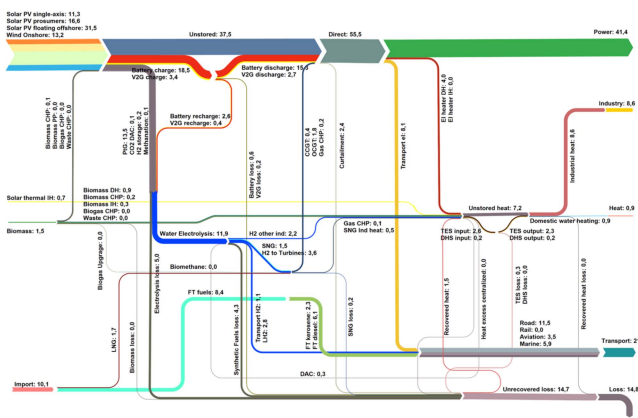 Solar PV single-axis: 11,3
Solar PV prosumers: 16,6
Solar PV floating offshore: 31,5
Wind Onshore: 13,2
Unstored: 37,5
Direct: 55,5
Power: 41,4
Battery charge: 18,5
V2G charge: 3,4
Battery discharge: 15,0
V2G discharge: 2,7
Battery recharge: 2,6
V2G recharge: 0,4
Biomass CHP: 0,1
Biomass PP: 0,0
Biogas CHP: 0,0
Waste CHP: 0,0
PtG: 13,5
CO2 DAC: 0,1
H2 storage: 0,2
Methanation: 0,1
Battery loss: 0,6
V2G loss: 0,2
CCGT: 0,4
OCGT: 1,8
Gas CHP: 0,2
Curtailment: 2,4
Transport el: 8,1
El heater DH: 4,0
El heater IH: 0,0
Industry: 8,6
Industrial heat: 8,6
Solar thermal IH: 0,7
Biomass: 1,5
Biomass DH: 0,9
Biomass CHP: 0,2
Biomass IH: 0,3
Biogas CHP: 0,0
Waste CHP: 0,0
Unstored heat: 7,2
Heat: 0,9
Domestic water heating: 0,9
Gas CHP: 0,1
SNG Ind heat: 0,5
TES input: 2,6
DHS input: 0,2
TES output: 2,3
DHS output: 0,2
Water Electrolysis: 11,9
H2 other ind: 2,2
SNG: 1,5
H2 to Turbines: 3,6
Biogas Upgrage: 0,0
Biomethane: 0,0
Electrolysis loss: 5,0
Biomass loss: 0,0
LNG: 1,7
FT fuels: 8,4
Synthetic Fuels loss: 4,3
Transport H2: 1,1
LH2: 2,8
FT kerosene: 2,3
FT diesel: 6,1
SNG loss: 0,2
Recovered heat: 1,5
Heat excess centralized: 0,0
TES loss: 0,3
DHS loss: 0,0
Recovered heat loss: 0,0
Road: 11,5
Rail: 0,0
Aviation: 3,5
Marine: 5,9
Transport: 2
DAC: 0,3
Import: 10,1
Unrecovered loss: 14,7
Loss: 14,8